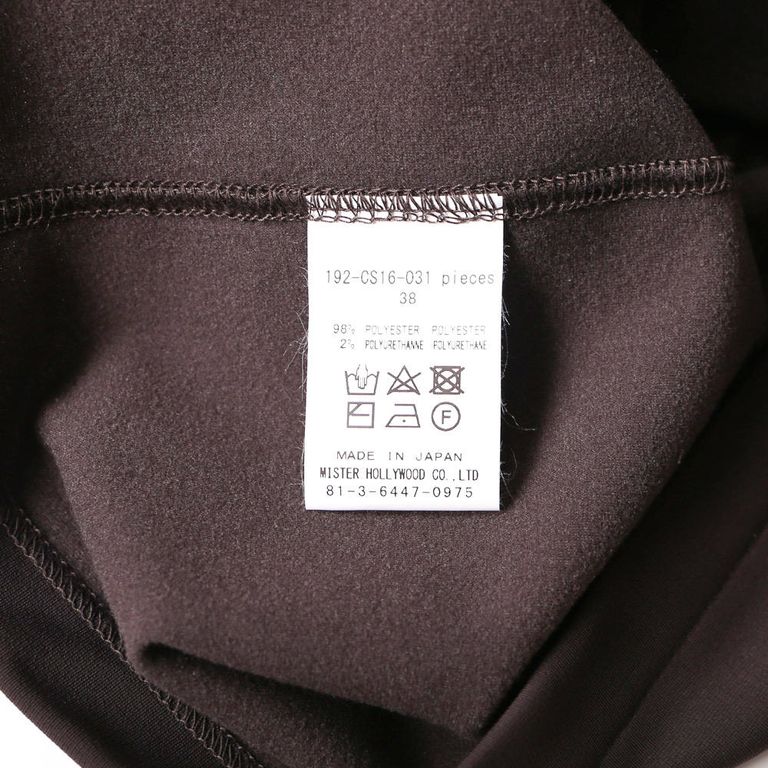 192-CS16-031 pieces
38
98% POLYESTER POLYESTER
2% POLYURETHANNE POLYURETHANE
F
MADE IN JAPAN
MISTER HOLLYWOOD CO.,LTD
81-3-6447-0975